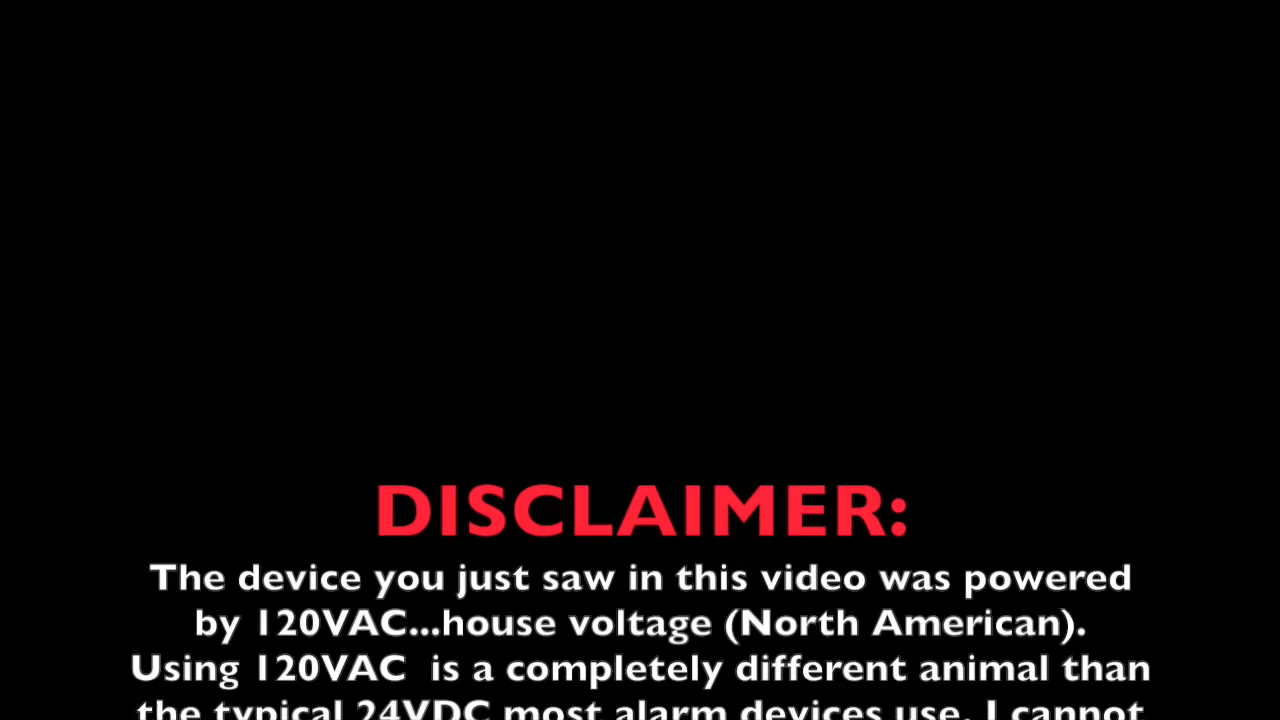 DISCLAIMER:
The device you just saw in this video was powered
by 120VAC...house voltage (North American).
Using 120VAC  is a completely different animal than
the typical 24VDC most alarm devices use. I cannot